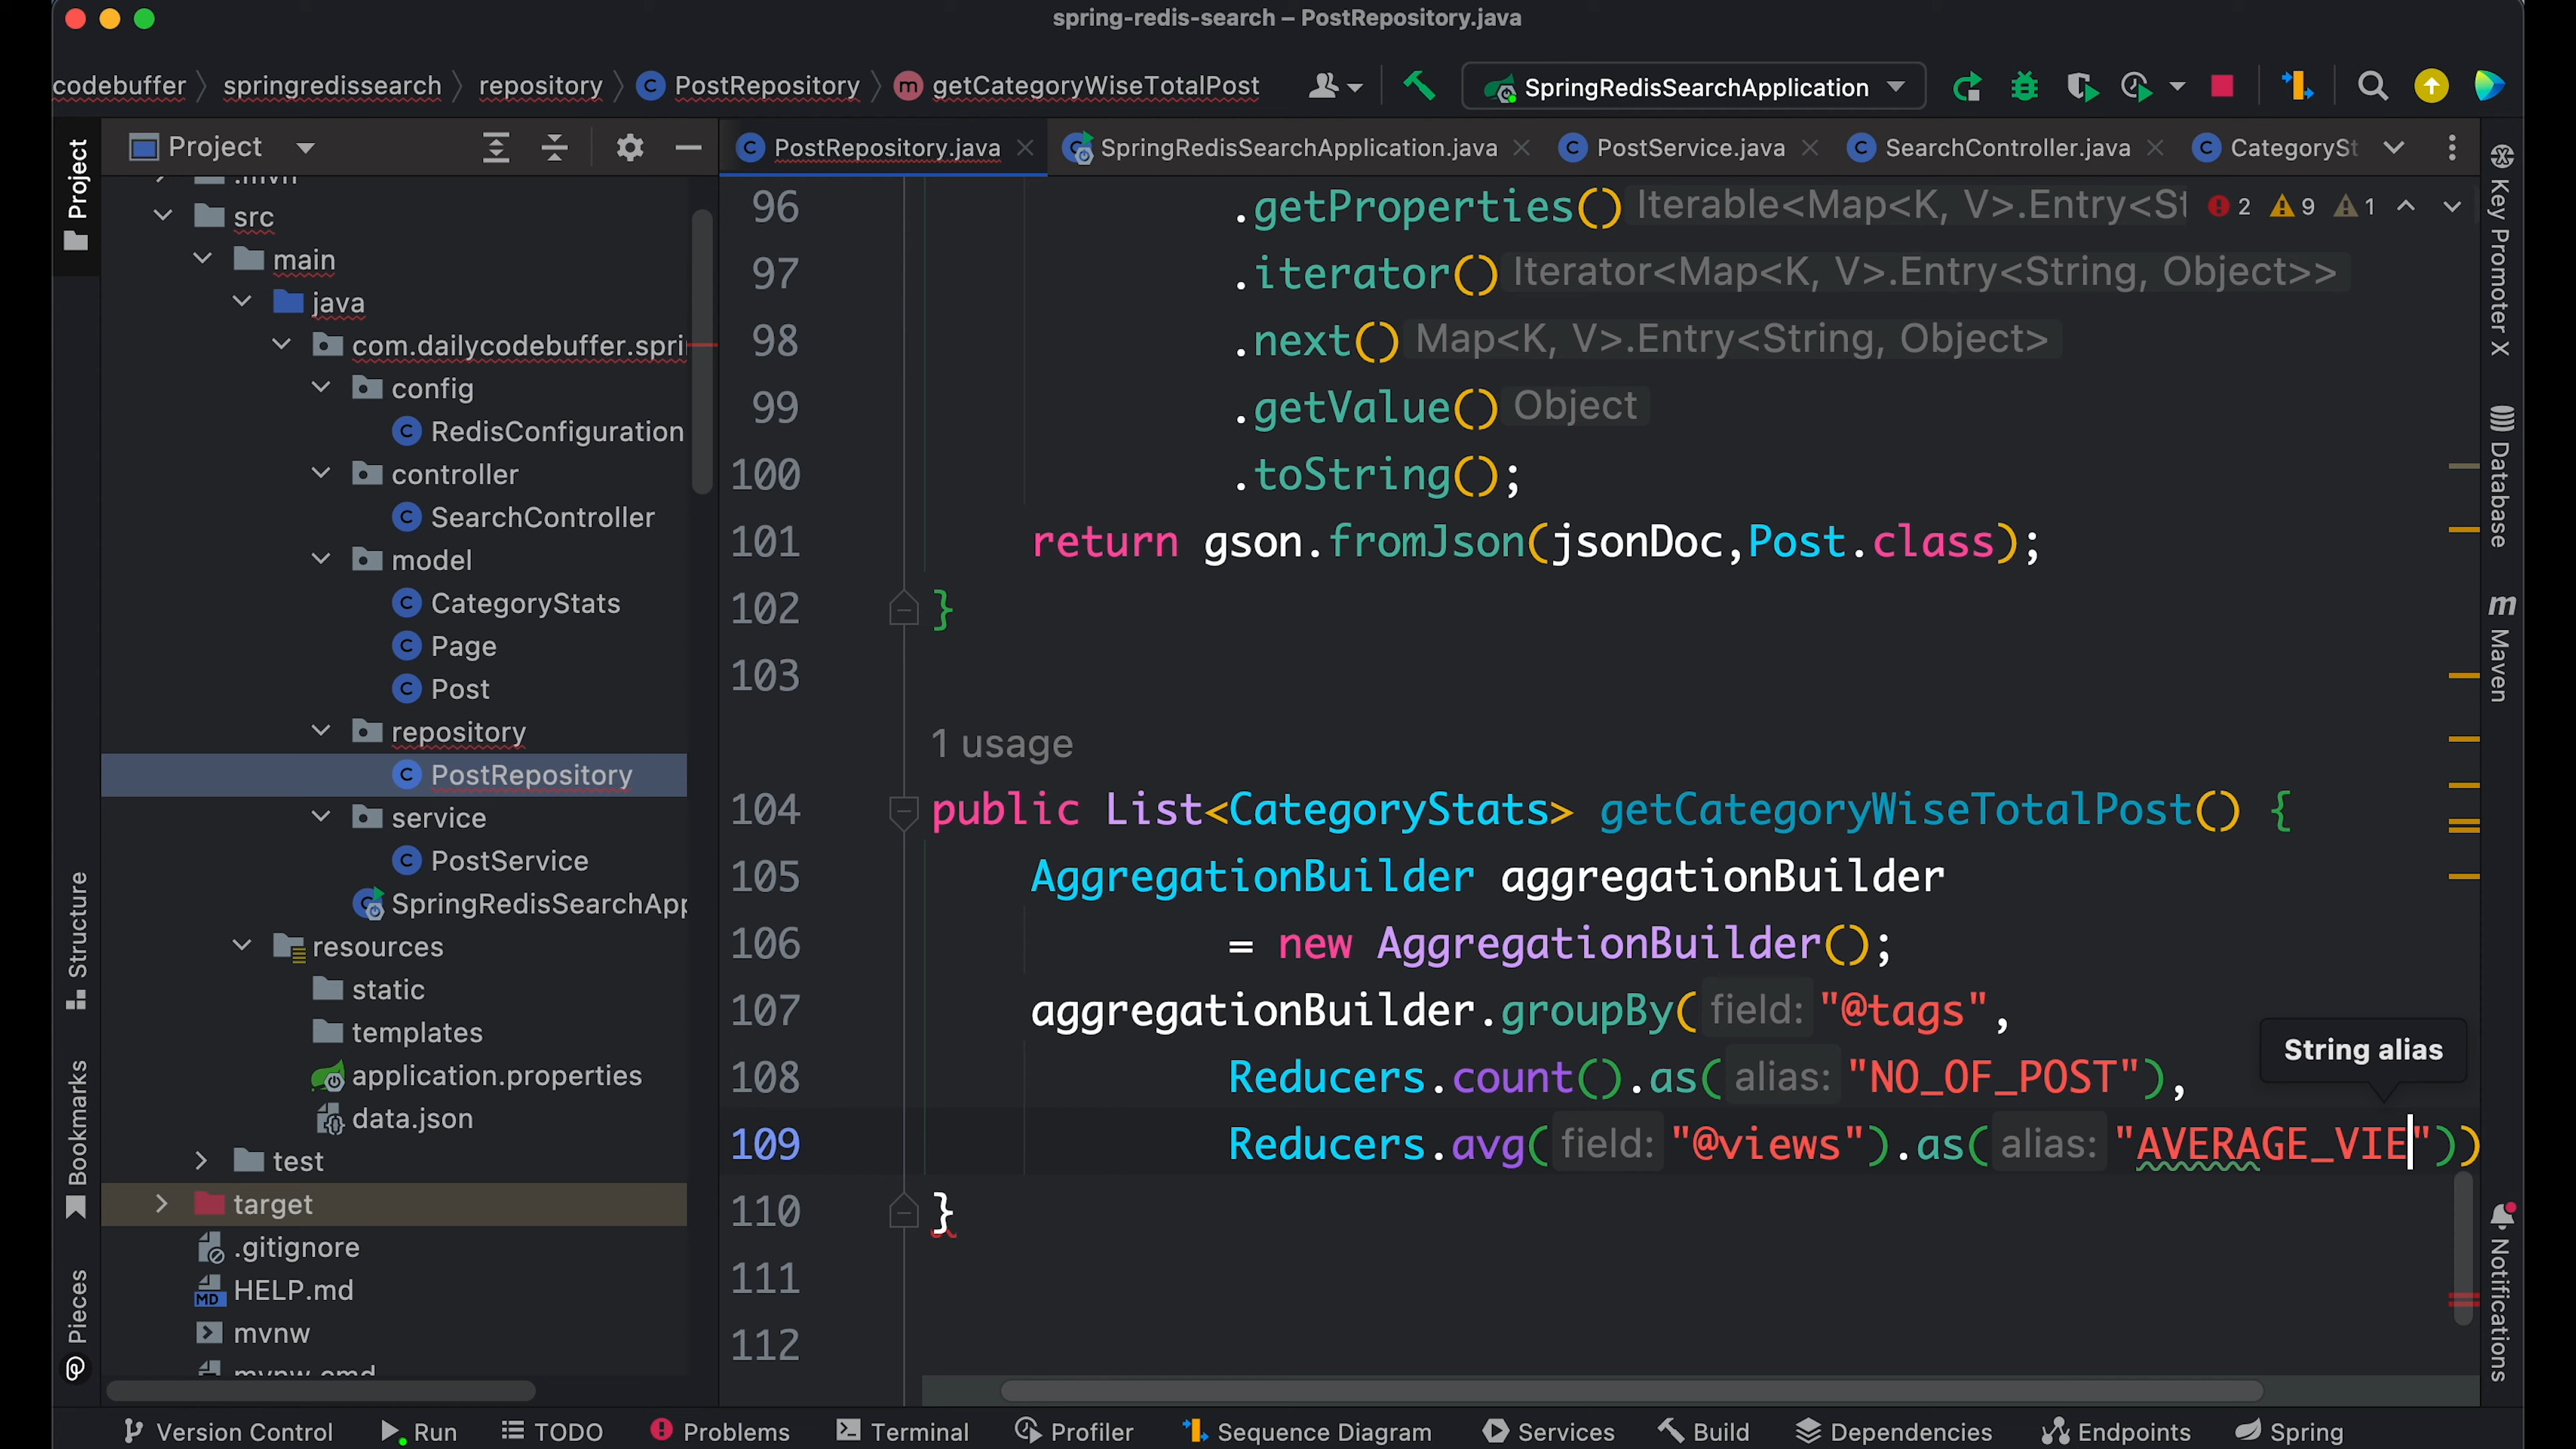 spring-redis-search – PostRepository.java
codebuffer springredissearch repository PostRepository getCategoryWiseTotalPost SpringRedisSearchApplication
Project
PostRepository.java SpringRedisSearchApplication.java PostService.java SearchController.java CategorySt
.mvn
src
main
java
com.dailycodebuffer.spri
config
RedisConfiguration
controller
SearchController
model
CategoryStats
Page
Post
repository
PostRepository
service
PostService
SpringRedisSearchApp
resources
static
templates
application.properties
data.json
test
target
.gitignore
HELP.md
mvnw
mvnw.cmd
Project
Structure
Bookmarks
Pieces
2 9 1
96 .getProperties() Iterable<Map<K, V>.Entry<St
97 .iterator() Iterator<Map<K, V>.Entry<String, Object>>
98 .next() Map<K, V>.Entry<String, Object>
99 .getValue() Object
100 .toString();
101 return gson.fromJson(jsonDoc,Post.class);
102 }
103
1 usage
104 public List<CategoryStats> getCategoryWiseTotalPost() {
105 AggregationBuilder aggregationBuilder
106 = new AggregationBuilder();
107 aggregationBuilder.groupBy( field: "@tags",
String alias
108 Reducers.count().as( alias: "NO_OF_POST"),
109 Reducers.avg( field: "@views").as( alias: "AVERAGE_VIE"))
110 }
111
112
Key Promoter X
Database
Maven
Notifications
Version Control Run TODO Problems Terminal Profiler Sequence Diagram Services Build Dependencies Endpoints Spring